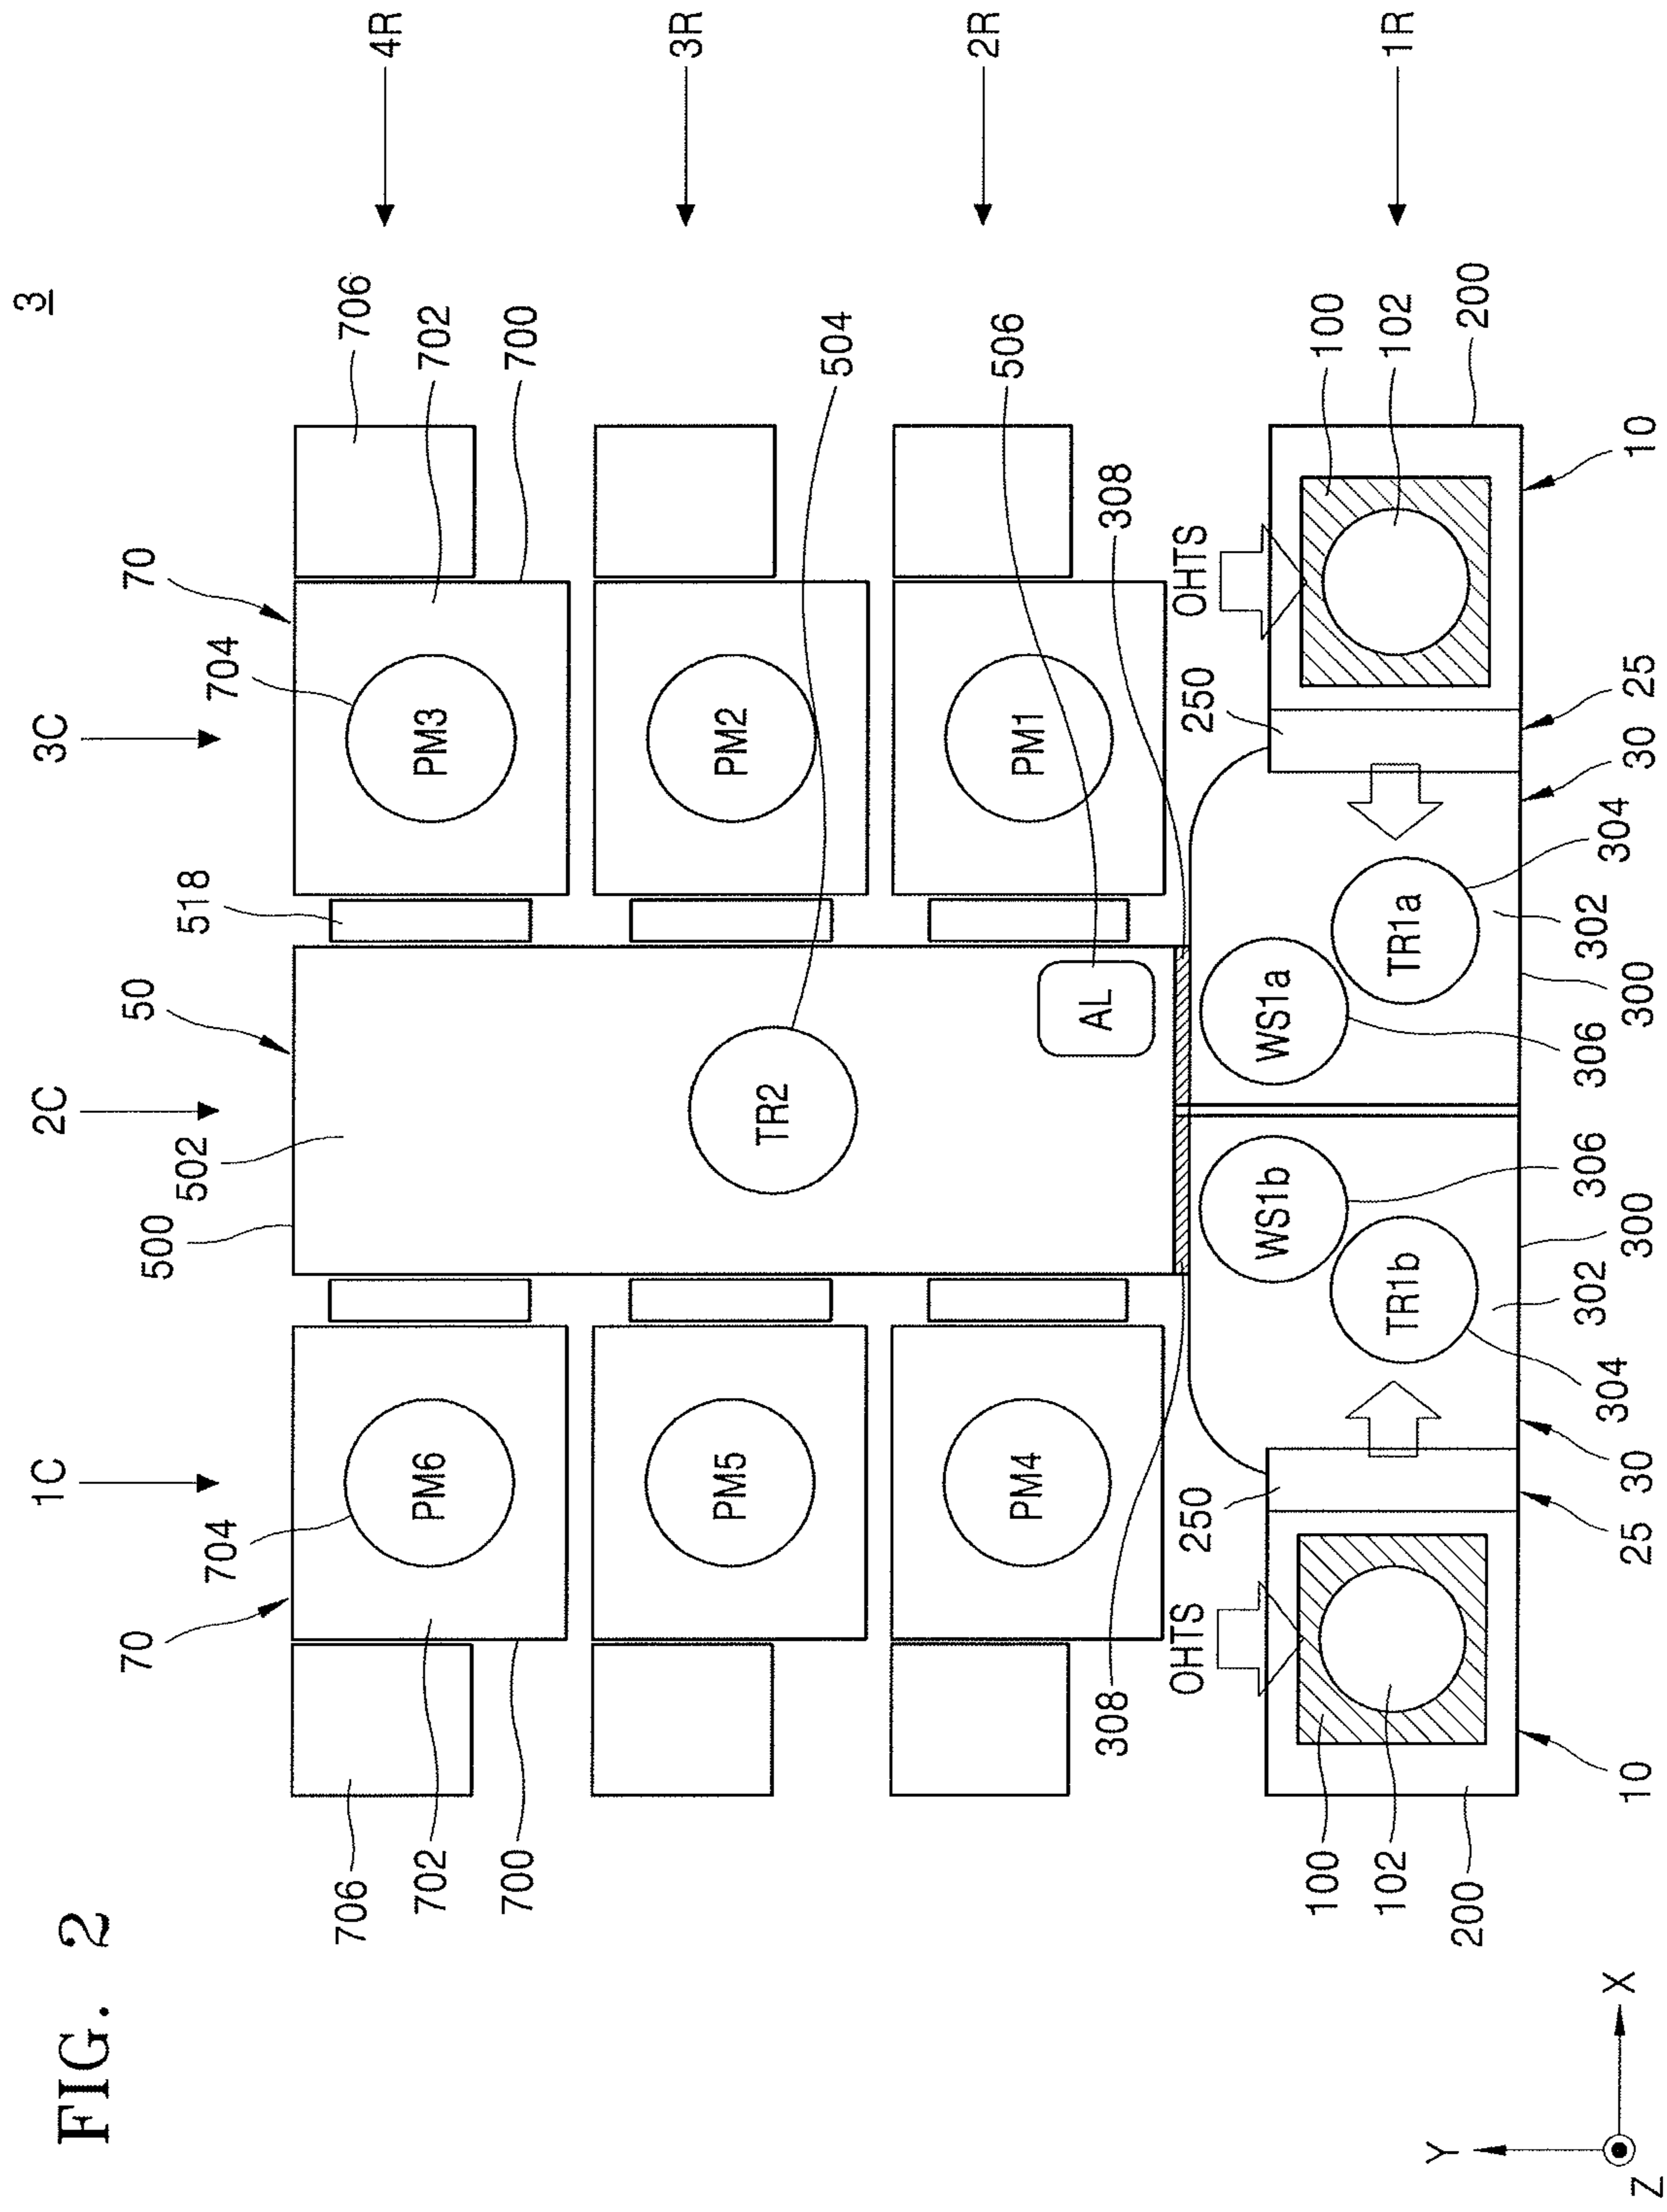 FIG. 2
3
1C
2C
3C
70
50
70
500
502
518
704
704
706
706
4R
702
PM6
PM3
702
700
700
3R
PM5
PM2
TR2
504
2R
506
PM4
PM1
AL
308
308
OHTS
OHTS
250
250
WS1b
WS1a
100
100
102
TR1b
TR1a
102
1R
200
200
302
306
306
302
304
304
10
25
30
300
300
30
25
10
Y
X
Z